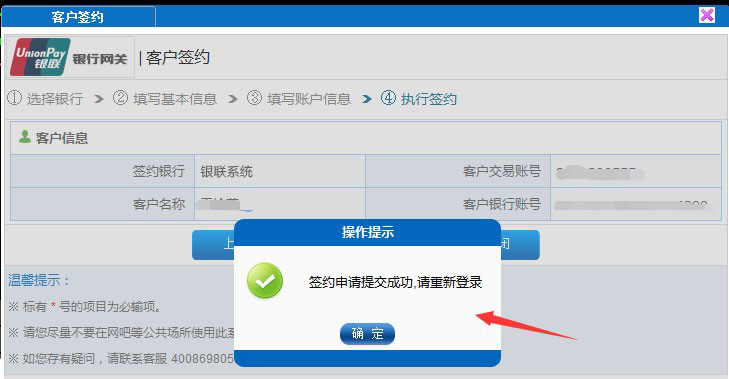 客户签约
UnionPay 银联 银行网关 | 客户签约
① 选择银行 > ② 填写基本信息 > ③ 填写账户信息 > ④ 执行签约
客户信息
签约银行 银联系统 客户交易账号
客户名称 客户银行账号
操作提示
上 闭
签约申请提交成功,请重新登录
确 定
温馨提示：
※ 标有 * 号的项目为必输项。
※ 请您尽量不要在网吧等公共场所使用此系
※ 如您存有疑问，请联系客服 400869805